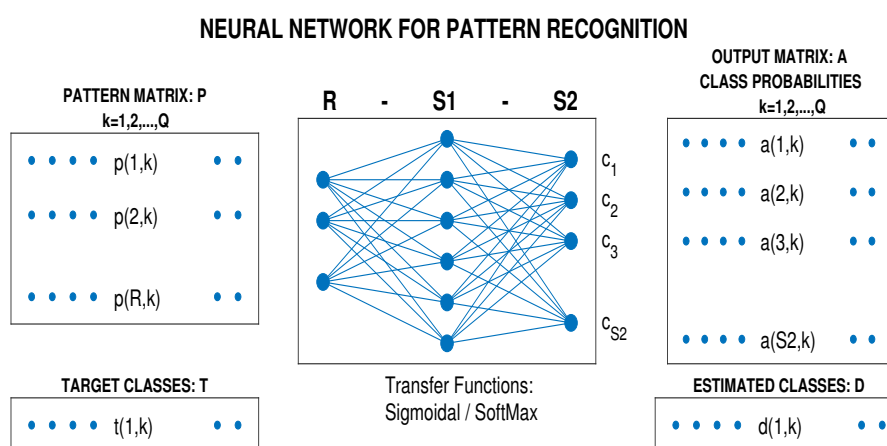 NEURAL NETWORK FOR PATTERN RECOGNITION
PATTERN MATRIX: P
k=1,2,...,Q
p(1,k)
p(2,k)
p(R,k)
TARGET CLASSES: T
t(1,k)
R - S1 - S2
c1
c2
c3
cS2
Transfer Functions:
Sigmoidal / SoftMax
OUTPUT MATRIX: A
CLASS PROBABILITIES
k=1,2,...,Q
a(1,k)
a(2,k)
a(3,k)
a(S2,k)
ESTIMATED CLASSES: D
d(1,k)